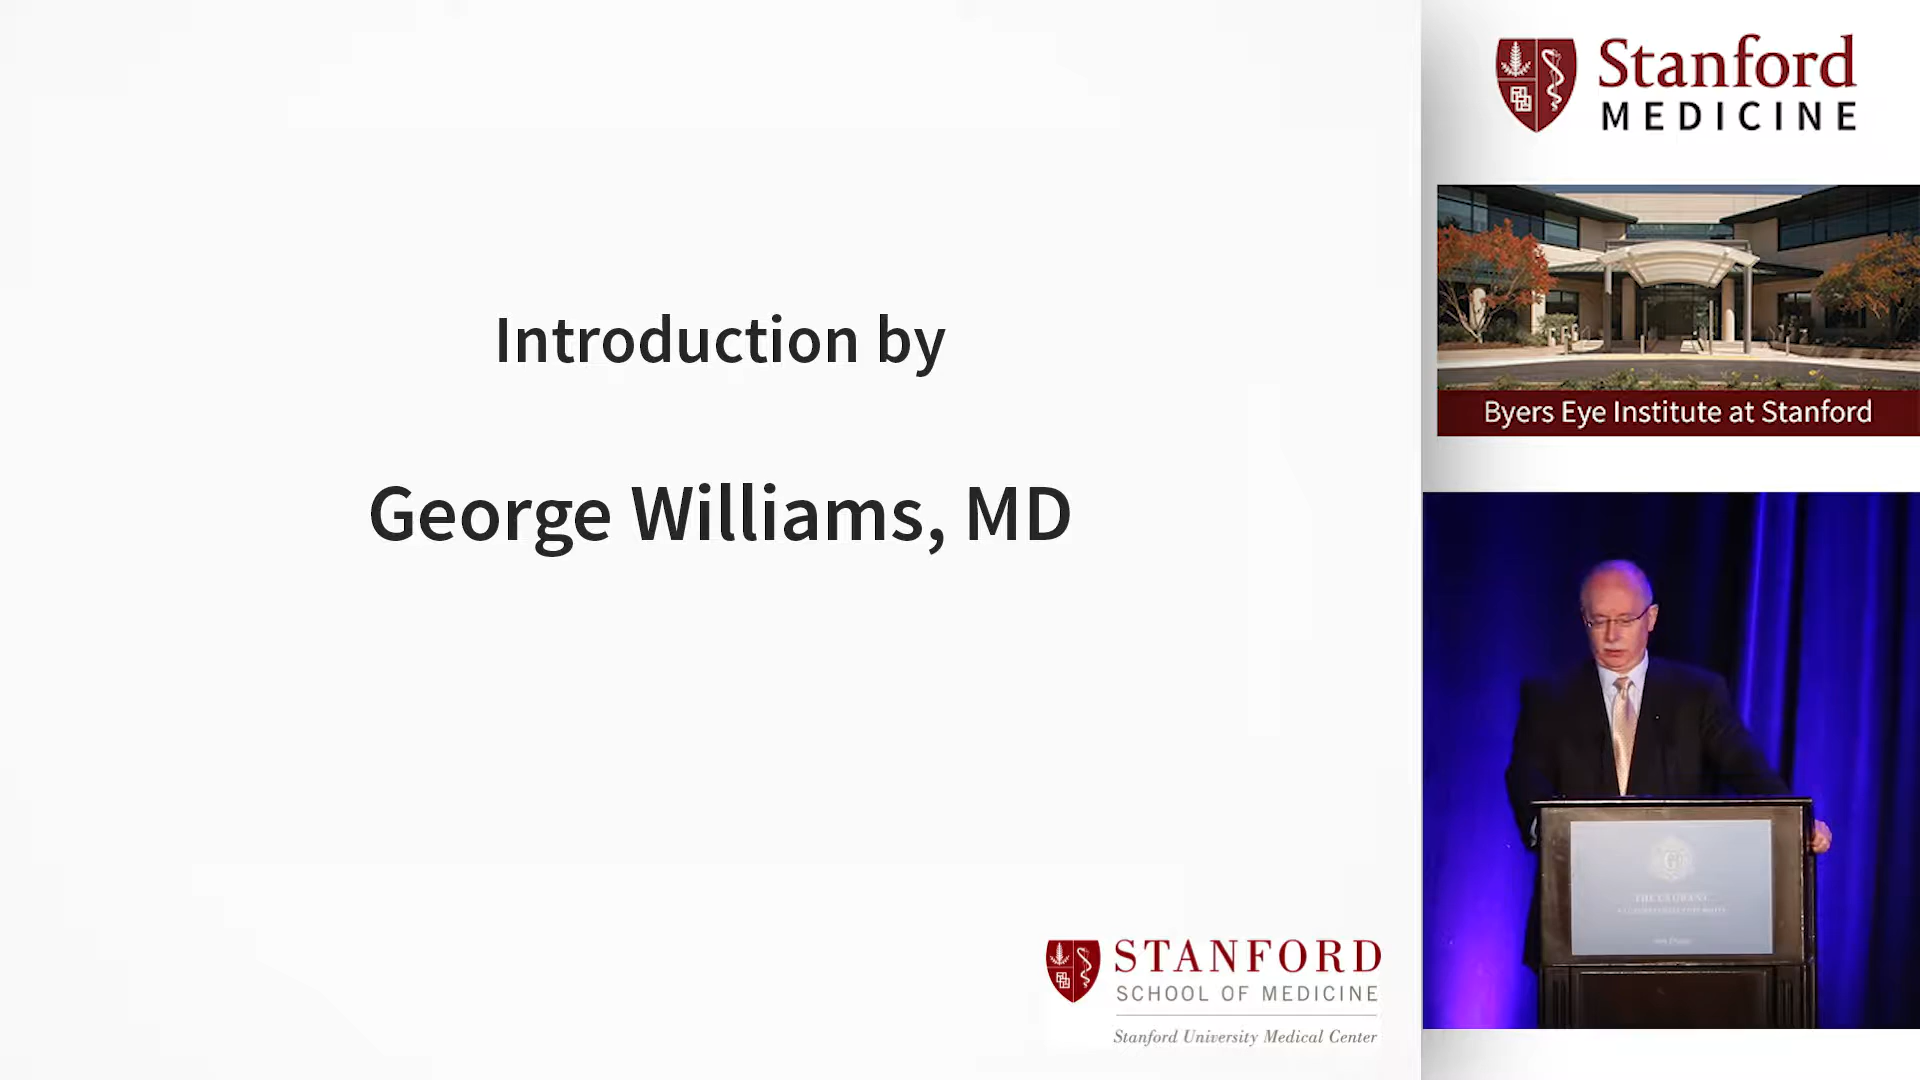 Introduction by
George Williams, MD
STANFORD
SCHOOL OF MEDICINE
Stanford University Medical Center
Stanford
MEDICINE
Byers Eye Institute at Stanford